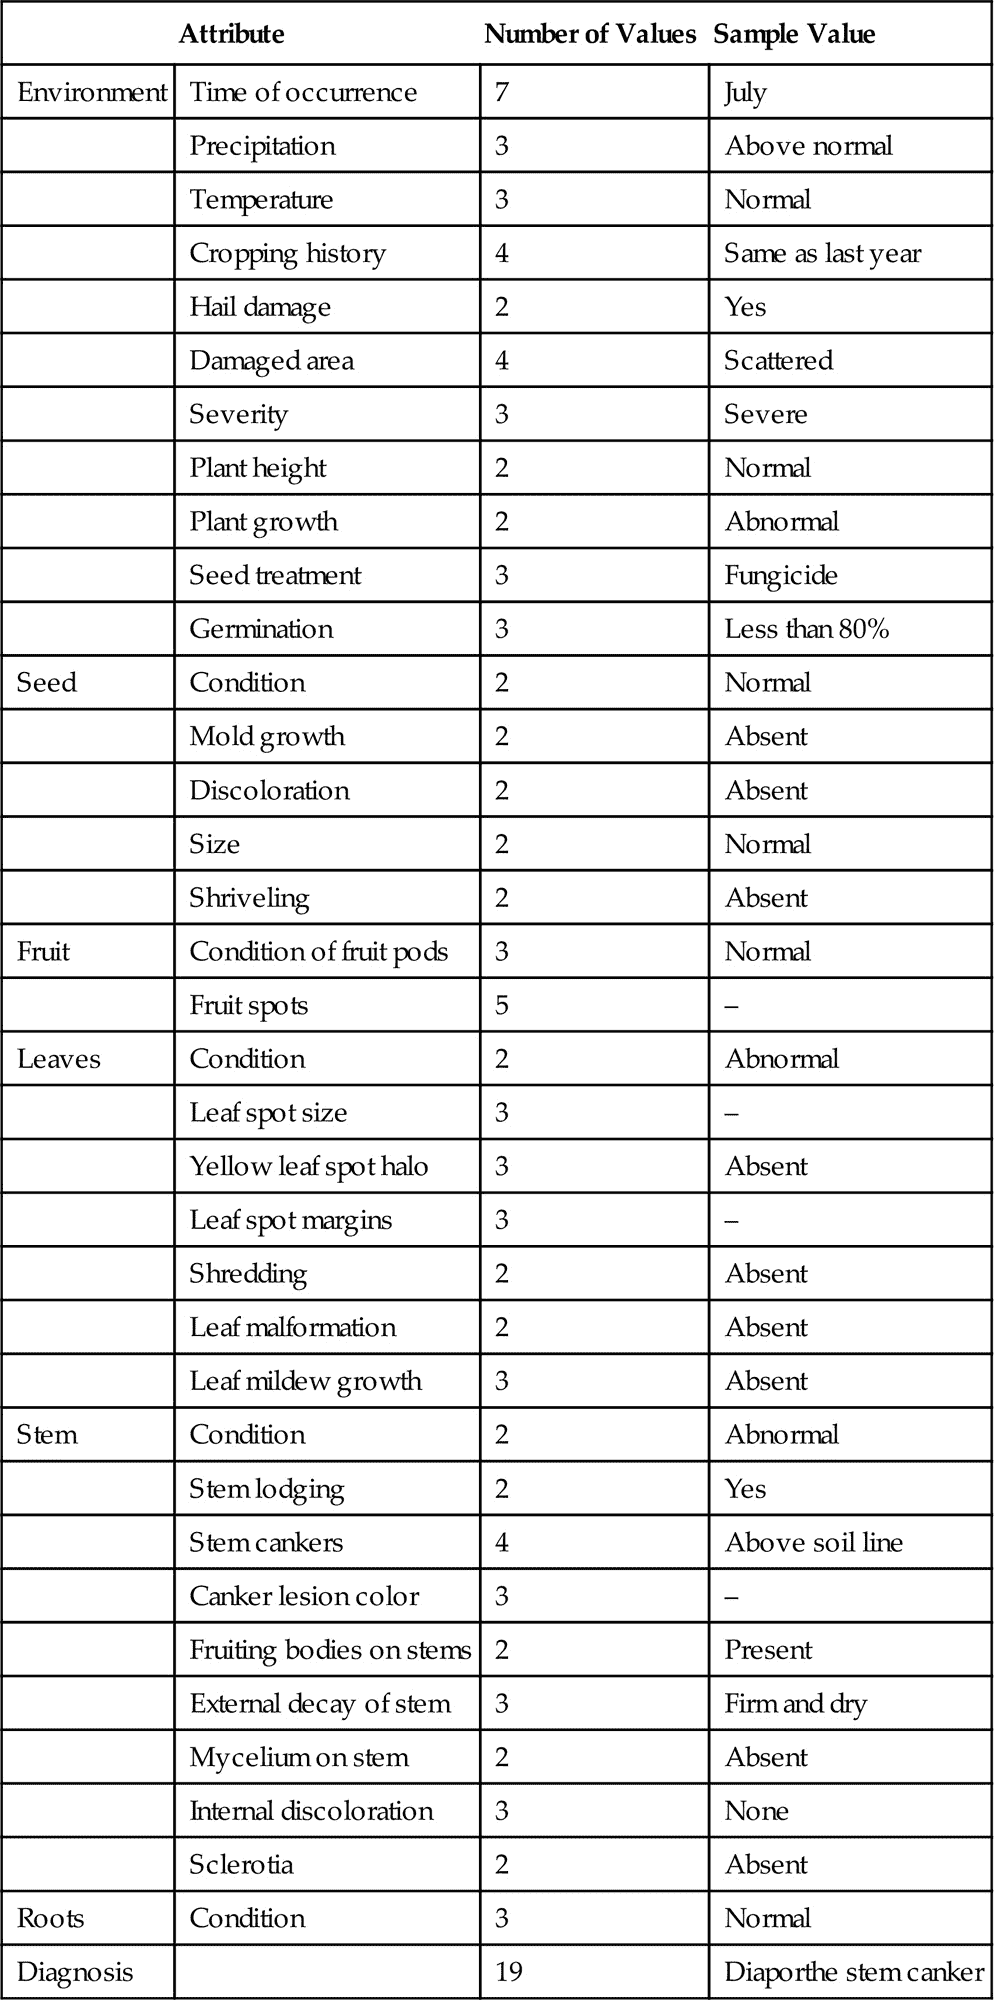 Attribute Number of Values Sample Value
Environment Time of occurrence 7 July
Precipitation 3 Above normal
Temperature 3 Normal
Cropping history 4 Same as last year
Hail damage 2 Yes
Damaged area 4 Scattered
Severity 3 Severe
Plant height 2 Normal
Plant growth 2 Abnormal
Seed treatment 3 Fungicide
Germination 3 Less than 80%
Seed Condition 2 Normal
Mold growth 2 Absent
Discoloration 2 Absent
Size 2 Normal
Shriveling 2 Absent
Fruit Condition of fruit pods 3 Normal
Fruit spots 5 –
Leaves Condition 2 Abnormal
Leaf spot size 3 –
Yellow leaf spot halo 3 Absent
Leaf spot margins 3 –
Shredding 2 Absent
Leaf malformation 2 Absent
Leaf mildew growth 3 Absent
Stem Condition 2 Abnormal
Stem lodging 2 Yes
Stem cankers 4 Above soil line
Canker lesion color 3 –
Fruiting bodies on stems 2 Present
External decay of stem 3 Firm and dry
Mycelium on stem 2 Absent
Internal discoloration 3 None
Sclerotia 2 Absent
Roots Condition 3 Normal
Diagnosis 19 Diaporthe stem canker